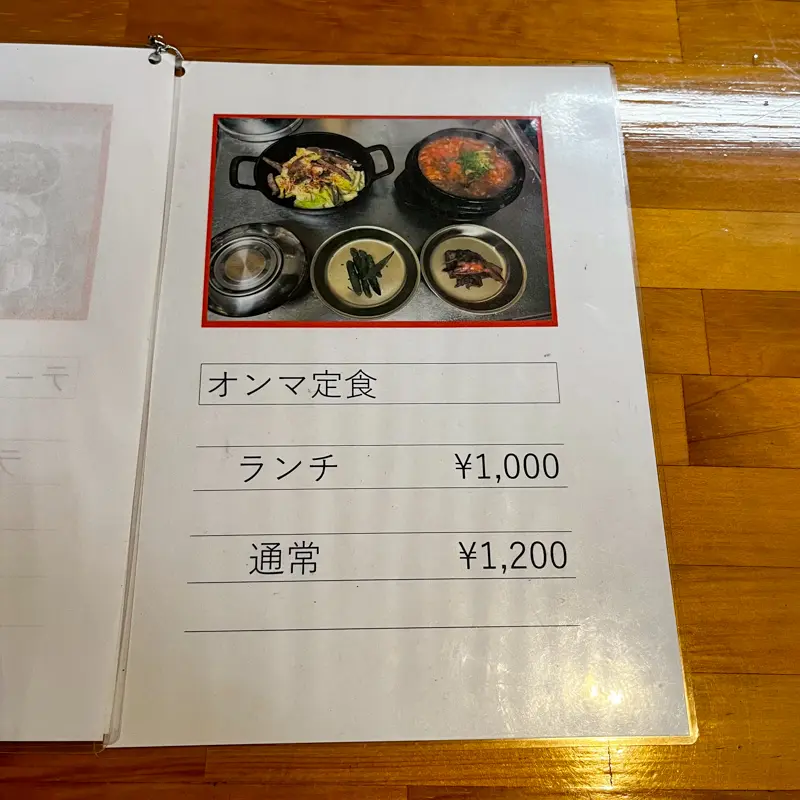 オンマ定食
ランチ ¥1,000
通常 ¥1,200